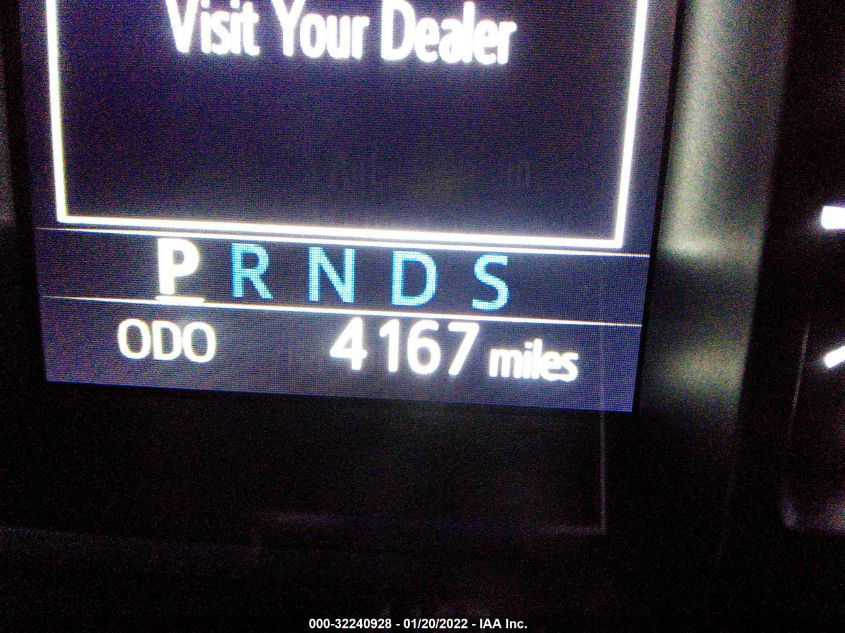 Visit Your Dealer
P R N D S
ODO 4167 miles
000-32240928 - 01/20/2022 - IAA Inc.